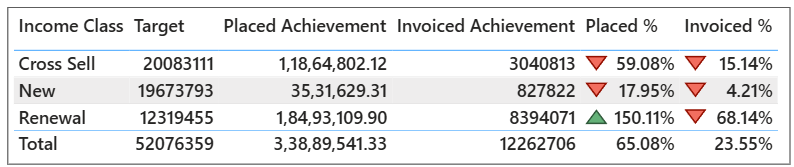 Income Class Target Placed Achievement Invoiced Achievement Placed % Invoiced %
Cross Sell 20083111 1,18,64,802.12 3040813 59.08% 15.14%
New 19673793 35,31,629.31 827822 17.95% 4.21%
Renewal 12319455 1,84,93,109.90 8394071 150.11% 68.14%
Total 52076359 3,38,89,541.33 12262706 65.08% 23.55%